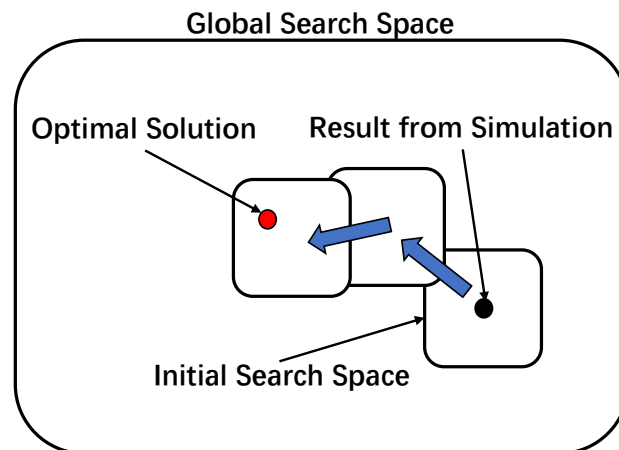 Global Search Space
Optimal Solution
Result from Simulation
Initial Search Space